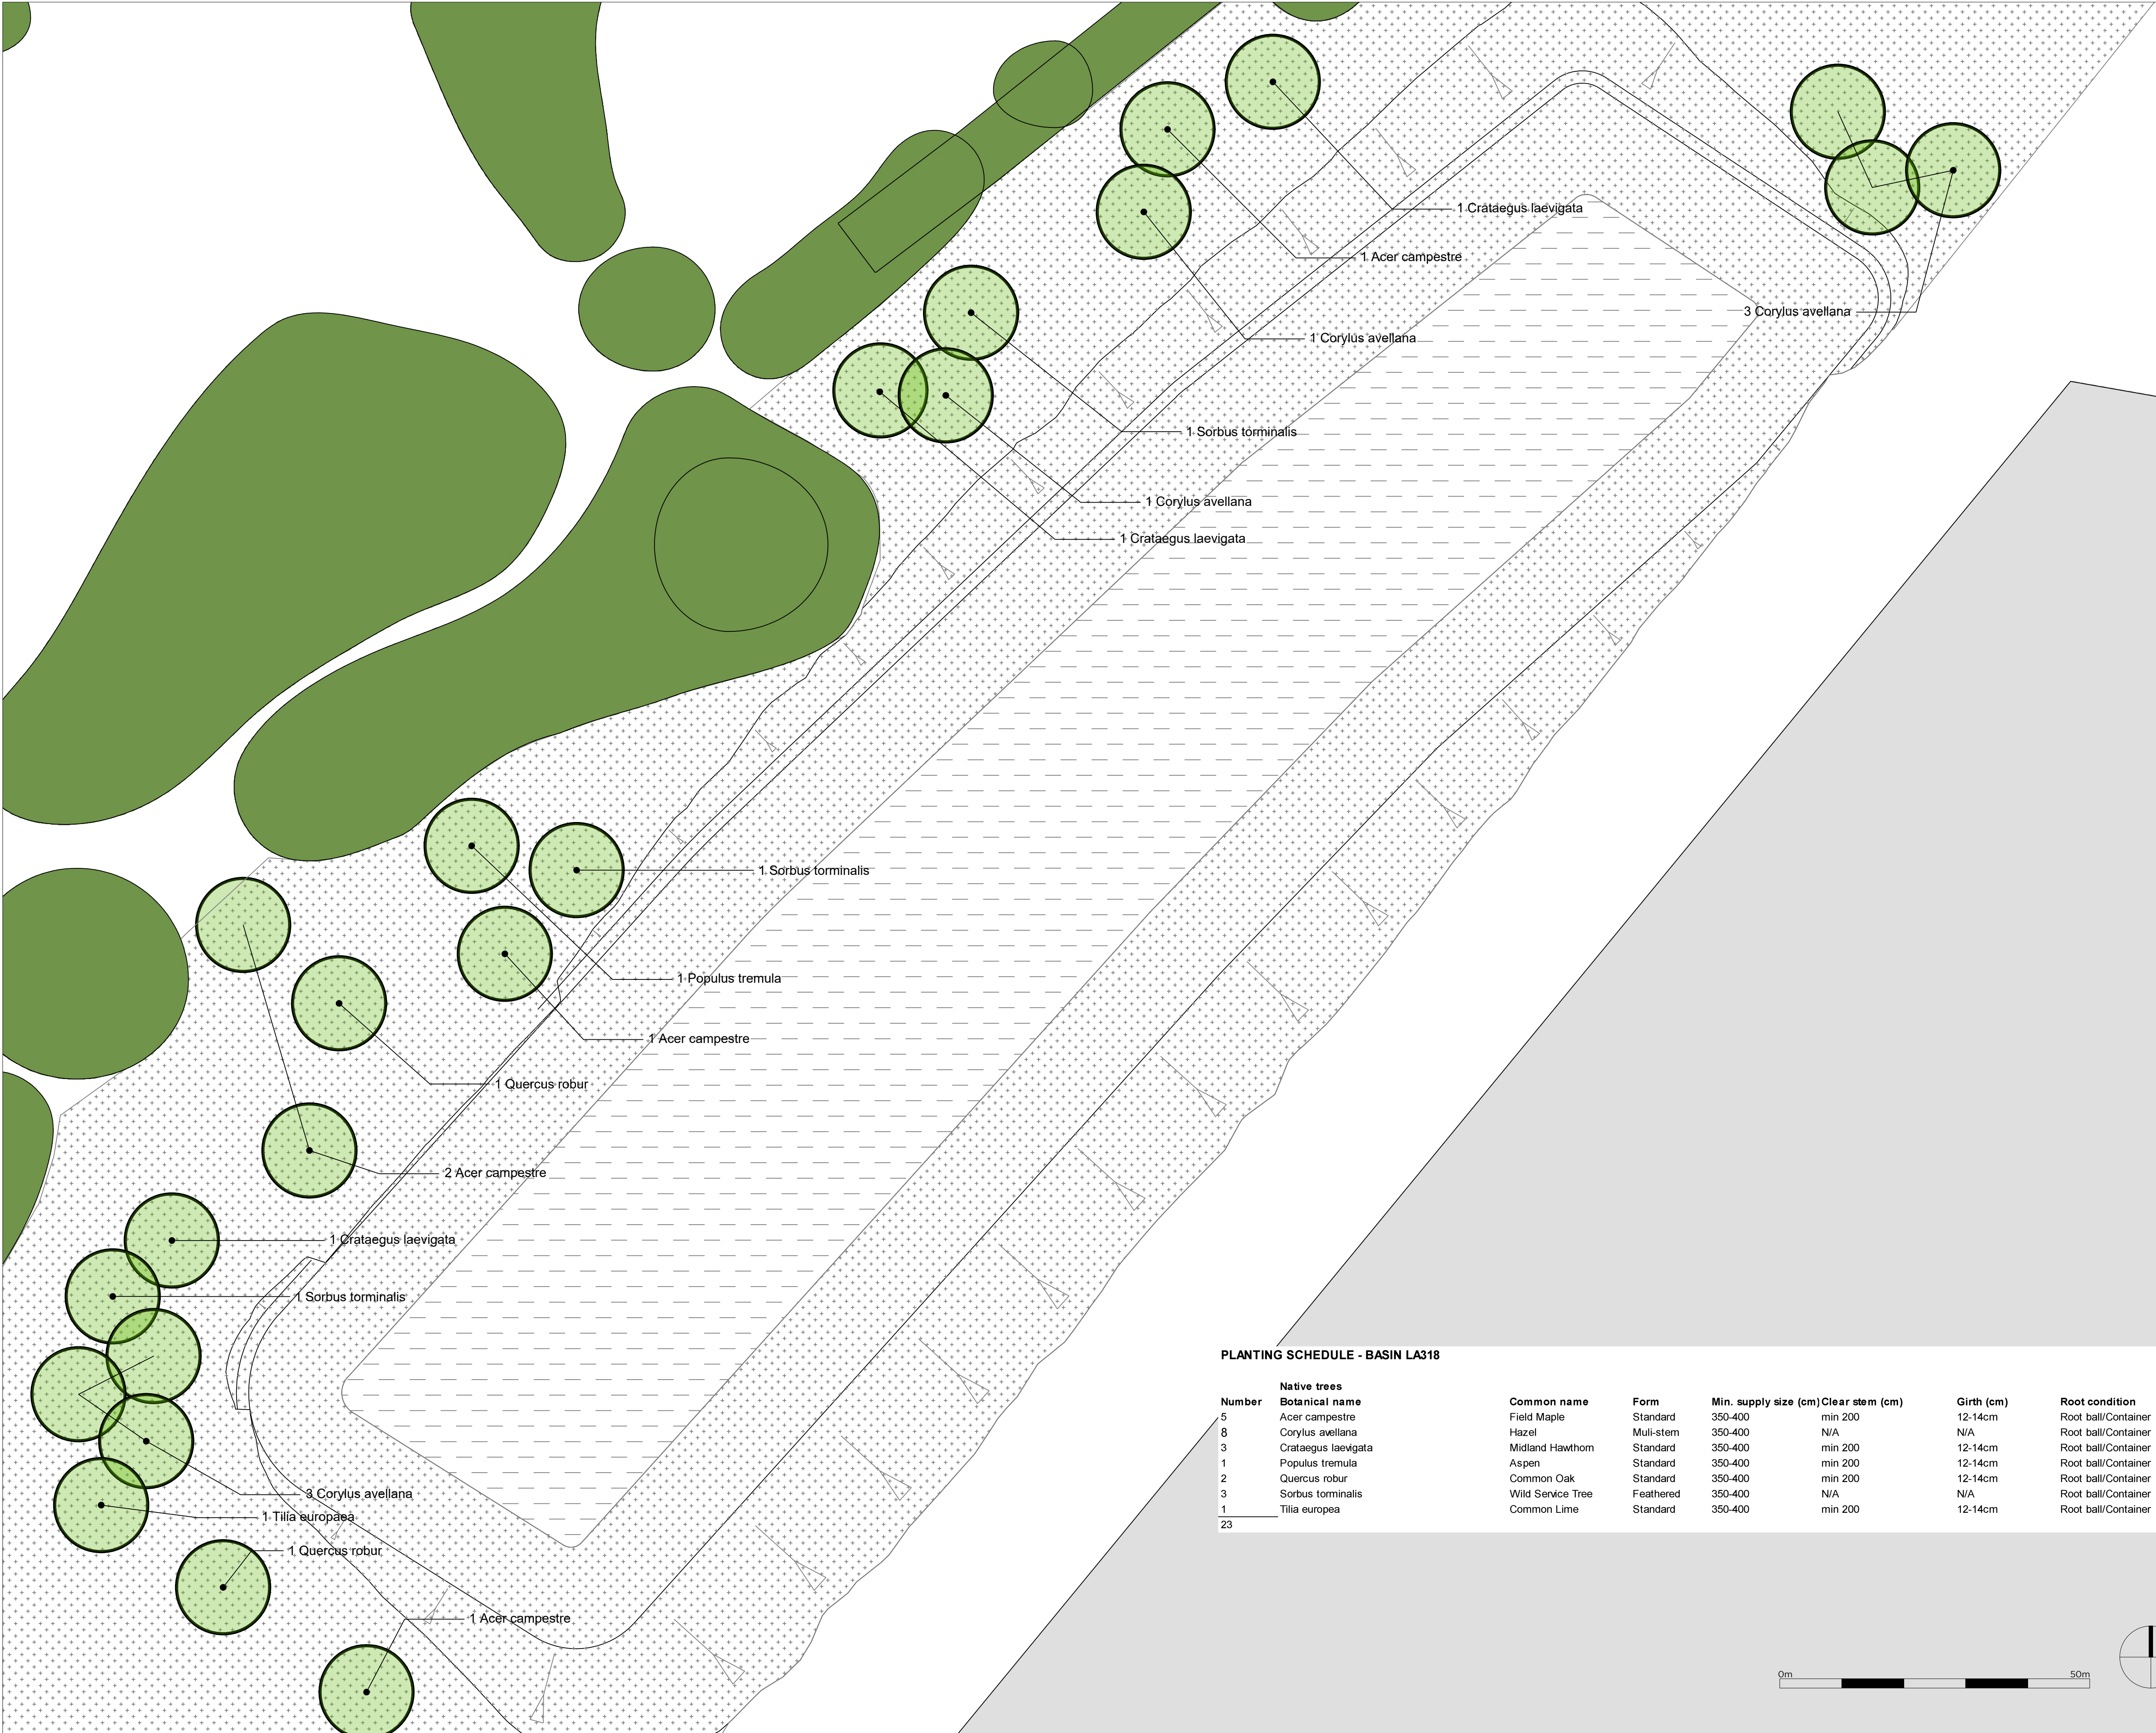 1 Crataegus laevigata
1 Acer campestre
3 Corylus avellana
1 Corylus avellana
1 Sorbus torminalis
1 Corylus avellana
1 Crataegus laevigata
1 Sorbus torminalis
1 Populus tremula
1 Acer campestre
1 Quercus robur
2 Acer campestre
1 Crataegus laevigata
1 Sorbus torminalis
3 Corylus avellana
1 Tilia europaea
1 Quercus robur
1 Acer campestre
PLANTING SCHEDULE - BASIN LA318
Native trees
Number Botanical name Common name Form Min. supply size (cm) Clear stem (cm) Girth (cm) Root condition
5 Acer campestre Field Maple Standard 350-400 min 200 12-14cm Root ball/Container
8 Corylus avellana Hazel Muli-stem 350-400 N/A N/A Root ball/Container
3 Crataegus laevigata Midland Hawthorn Standard 350-400 min 200 12-14cm Root ball/Container
1 Populus tremula Aspen Standard 350-400 min 200 12-14cm Root ball/Container
2 Quercus robur Common Oak Standard 350-400 min 200 12-14cm Root ball/Container
3 Sorbus torminalis Wild Service Tree Feathered 350-400 N/A N/A Root ball/Container
1 Tilia europea Common Lime Standard 350-400 min 200 12-14cm Root ball/Container
23
0m 50m